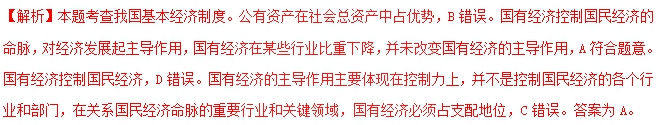 【解析】本题考查我国基本经济制度。公有资产在社会总资产中占优势，B 错误。国有经济控制国民经济的
命脉，对经济发展起主导作用，国有经济在某些行业比重下降，并未改变国有经济的主导作用，A 符合题意。
国有经济控制国民经济，D 错误。国有经济的主导作用主要体现在控制力上，并不是控制国民经济的各个行
业和部门，在关系国民经济命脉的重要行业和关键领域，国有经济必须占支配地位，C 错误。答案为 A。